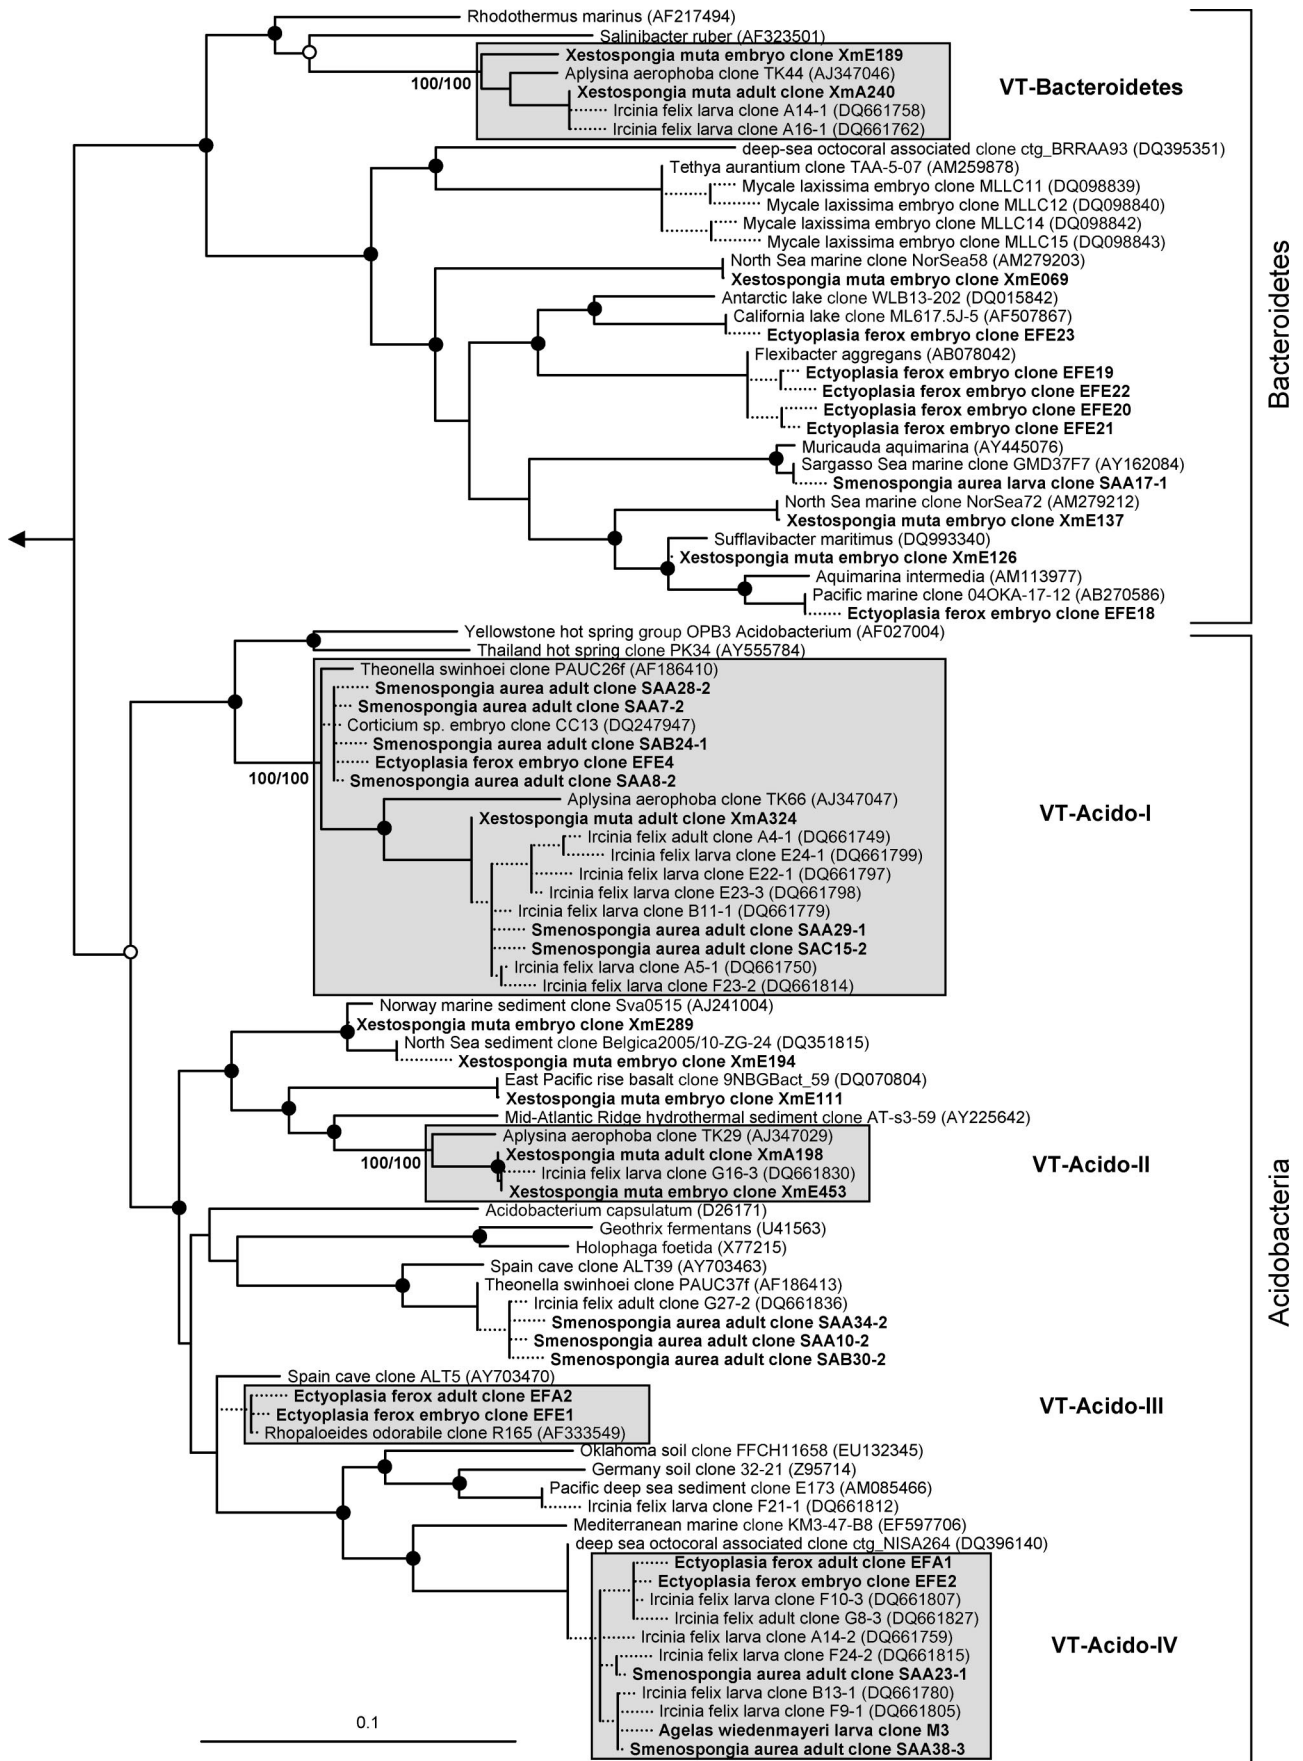 Rhodothermus marinus (AF217494)
Salinibacter ruber (AF323501)
Xestospongia muta embryo clone XmE189
100/100
Aplysina aerophoba clone TK44 (AJ347046)
VT-Bacteroidetes
Xestospongia muta adult clone XmA240
Ircinia felix larva clone A14-1 (DQ661758)
Ircinia felix larva clone A16-1 (DQ661762)
deep-sea octocoral associated clone ctg_BRRAA93 (DQ395351)
Tethya aurantium clone TAA-5-07 (AM259878)
Mycale laxissima embryo clone MLLC11 (DQ098839)
Mycale laxissima embryo clone MLLC12 (DQ098840)
Mycale laxissima embryo clone MLLC14 (DQ098842)
Mycale laxissima embryo clone MLLC15 (DQ098843)
North Sea marine clone NorSea58 (AM279203)
Xestospongia muta embryo clone XmE069
Antarctic lake clone WLB13-202 (DQ015842)
California lake clone ML617.5J-5 (AF507867)
Bacteroidetes
Ectyoplasia ferox embryo clone EFE23
Flexibacter aggregans (AB078042)
Ectyoplasia ferox embryo clone EFE19
Ectyoplasia ferox embryo clone EFE22
Ectyoplasia ferox embryo clone EFE20
Ectyoplasia ferox embryo clone EFE21
Muricauda aquimarina (AY445076)
Sargasso Sea marine clone GMD37F7 (AY162084)
Smenospongia aurea larva clone SAA17-1
North Sea marine clone NorSea72 (AM279212)
Xestospongia muta embryo clone XmE137
Sufflavibacter maritimus (DQ993340)
Xestospongia muta embryo clone XmE126
Aquimarina intermedia (AM113977)
Pacific marine clone 04OKA-17-12 (AB270586)
Ectyoplasia ferox embryo clone EFE18
Yellowstone hot spring group OPB3 Acidobacterium (AF027004)
Thailand hot spring clone PK34 (AY555784)
Theonella swinhoei clone PAUC26f (AF186410)
Smenospongia aurea adult clone SAA28-2
Smenospongia aurea adult clone SAA7-2
Corticium sp. embryo clone CC13 (DQ247947)
Smenospongia aurea adult clone SAB24-1
Ectyoplasia ferox embryo clone EFE4
100/100
Smenospongia aurea adult clone SAA8-2
Aplysina aerophoba clone TK66 (AJ347047)
VT-Acido-I
Xestospongia muta adult clone XmA324
Ircinia felix adult clone A4-1 (DQ661749)
Ircinia felix larva clone E24-1 (DQ661799)
Ircinia felix larva clone E22-1 (DQ661797)
Ircinia felix larva clone E23-3 (DQ661798)
Ircinia felix larva clone B11-1 (DQ661779)
Smenospongia aurea adult clone SAA29-1
Smenospongia aurea adult clone SAC15-2
Ircinia felix larva clone A5-1 (DQ661750)
Ircinia felix larva clone F23-2 (DQ661814)
Norway marine sediment clone Sva0515 (AJ241004)
Xestospongia muta embryo clone XmE289
North Sea sediment clone Belgica2005/10-ZG-24 (DQ351815)
Xestospongia muta embryo clone XmE194
East Pacific rise basalt clone 9NBGBact_59 (DQ070804)
Xestospongia muta embryo clone XmE111
Mid-Atlantic Ridge hydrothermal sediment clone AT-s3-59 (AY225642)
Aplysina aerophoba clone TK29 (AJ347029)
100/100
Xestospongia muta adult clone XmA198
VT-Acido-II
Ircinia felix larva clone G16-3 (DQ661830)
Xestospongia muta embryo clone XmE453
Acidobacterium capsulatum (D26171)
Geothrix fermentans (U41563)
Holophaga foetida (X77215)
Acidobacteria
Spain cave clone ALT39 (AY703463)
Theonella swinhoei clone PAUC37f (AF186413)
Ircinia felix adult clone G27-2 (DQ661836)
Smenospongia aurea adult clone SAA34-2
Smenospongia aurea adult clone SAA10-2
Smenospongia aurea adult clone SAB30-2
Spain cave clone ALT5 (AY703470)
Ectyoplasia ferox adult clone EFA2
VT-Acido-III
Ectyoplasia ferox embryo clone EFE1
Rhopaloeides odorabile clone R165 (AF333549)
Oklahoma soil clone FFCH11658 (EU132345)
Germany soil clone 32-21 (Z95714)
Pacific deep sea sediment clone E173 (AM085466)
Ircinia felix larva clone F21-1 (DQ661812)
Mediterranean marine clone KM3-47-B8 (EF597706)
deep sea octocoral associated clone ctg_NISA264 (DQ396140)
Ectyoplasia ferox adult clone EFA1
Ectyoplasia ferox embryo clone EFE2
Ircinia felix larva clone F10-3 (DQ661807)
Ircinia felix adult clone G8-3 (DQ661827)
Ircinia felix larva clone A14-2 (DQ661759)
VT-Acido-IV
Ircinia felix larva clone F24-2 (DQ661815)
Smenospongia aurea adult clone SAA23-1
Ircinia felix larva clone B13-1 (DQ661780)
Ircinia felix larva clone F9-1 (DQ661805)
0.1
Agelas wiedenmayeri larva clone M3
Smenospongia aurea adult clone SAA38-3